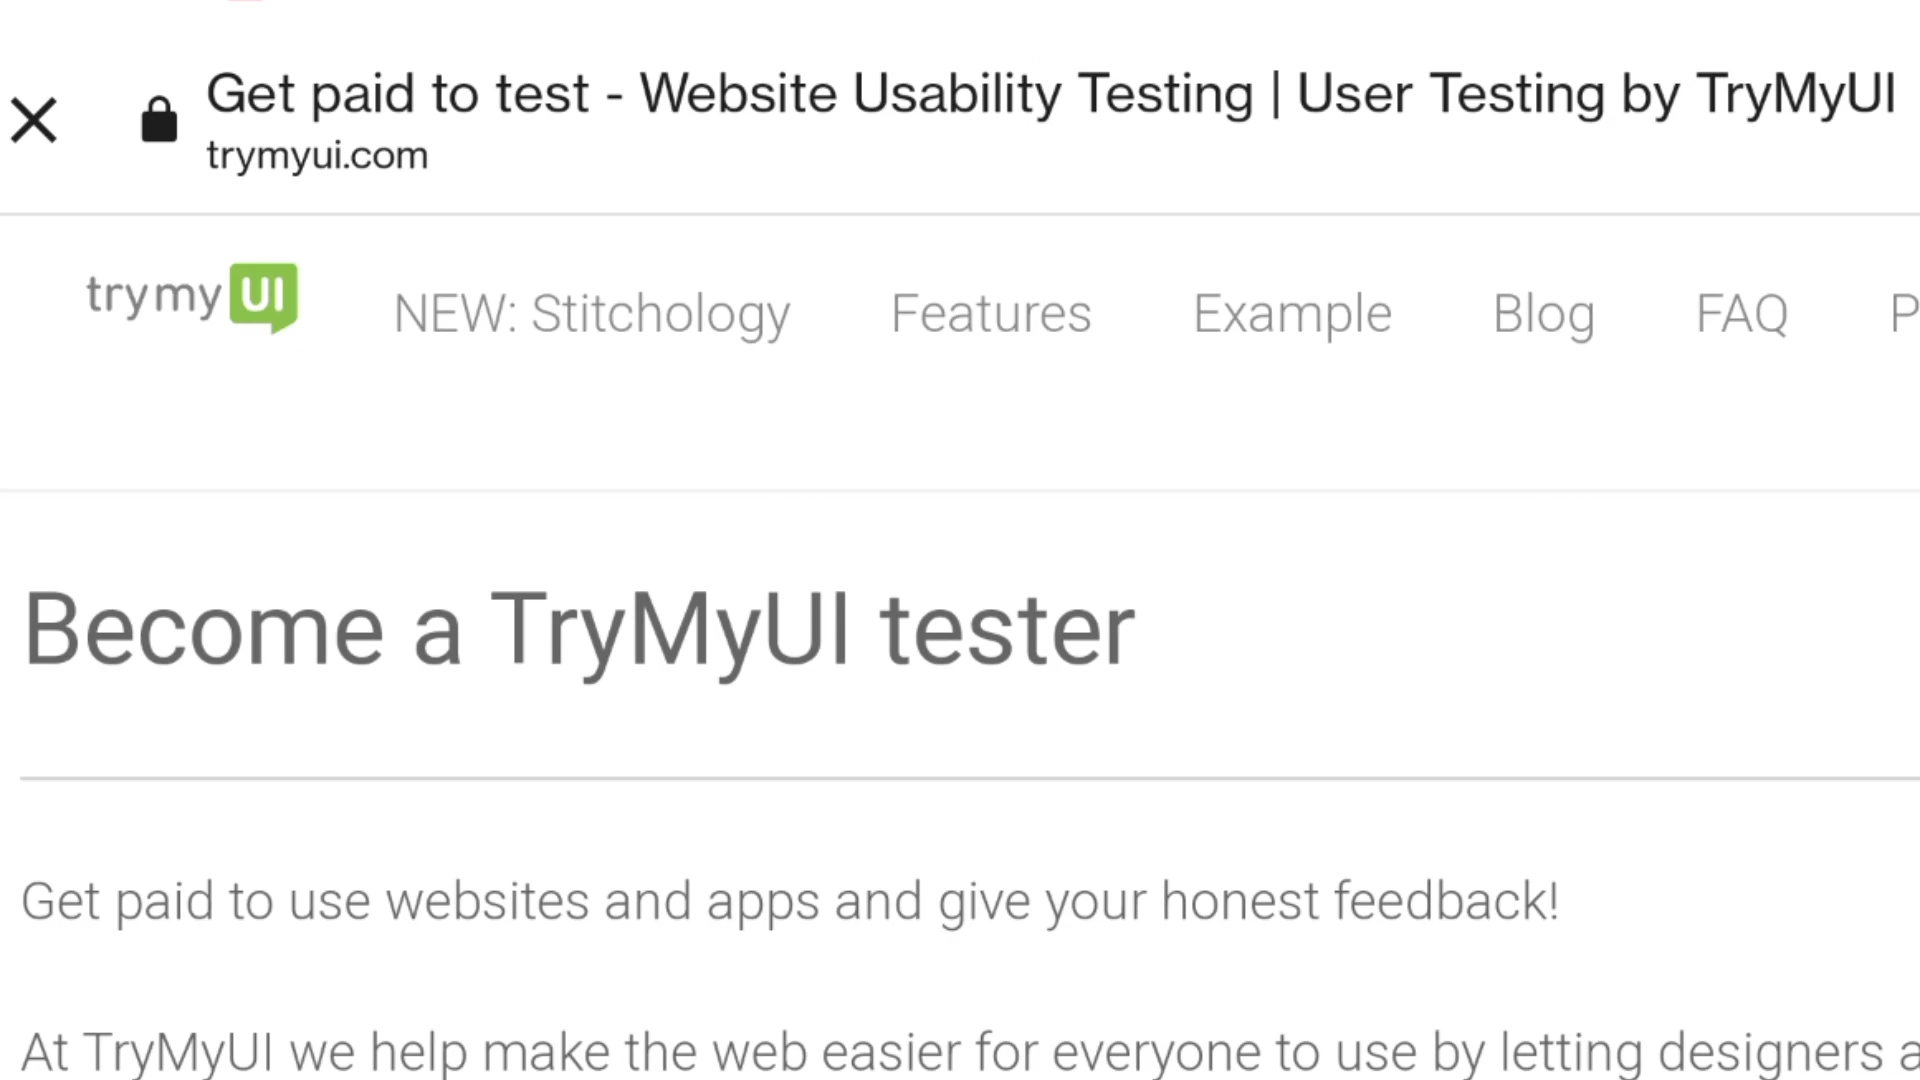 Get paid to test - Website Usability Testing | User Testing by TryMyUI
trymyui.com
trymy UI
NEW: Stitchology Features Example Blog FAQ P
Become a TryMyUI tester
Get paid to use websites and apps and give your honest feedback!
At TryMyUI we help make the web easier for everyone to use by letting designers a